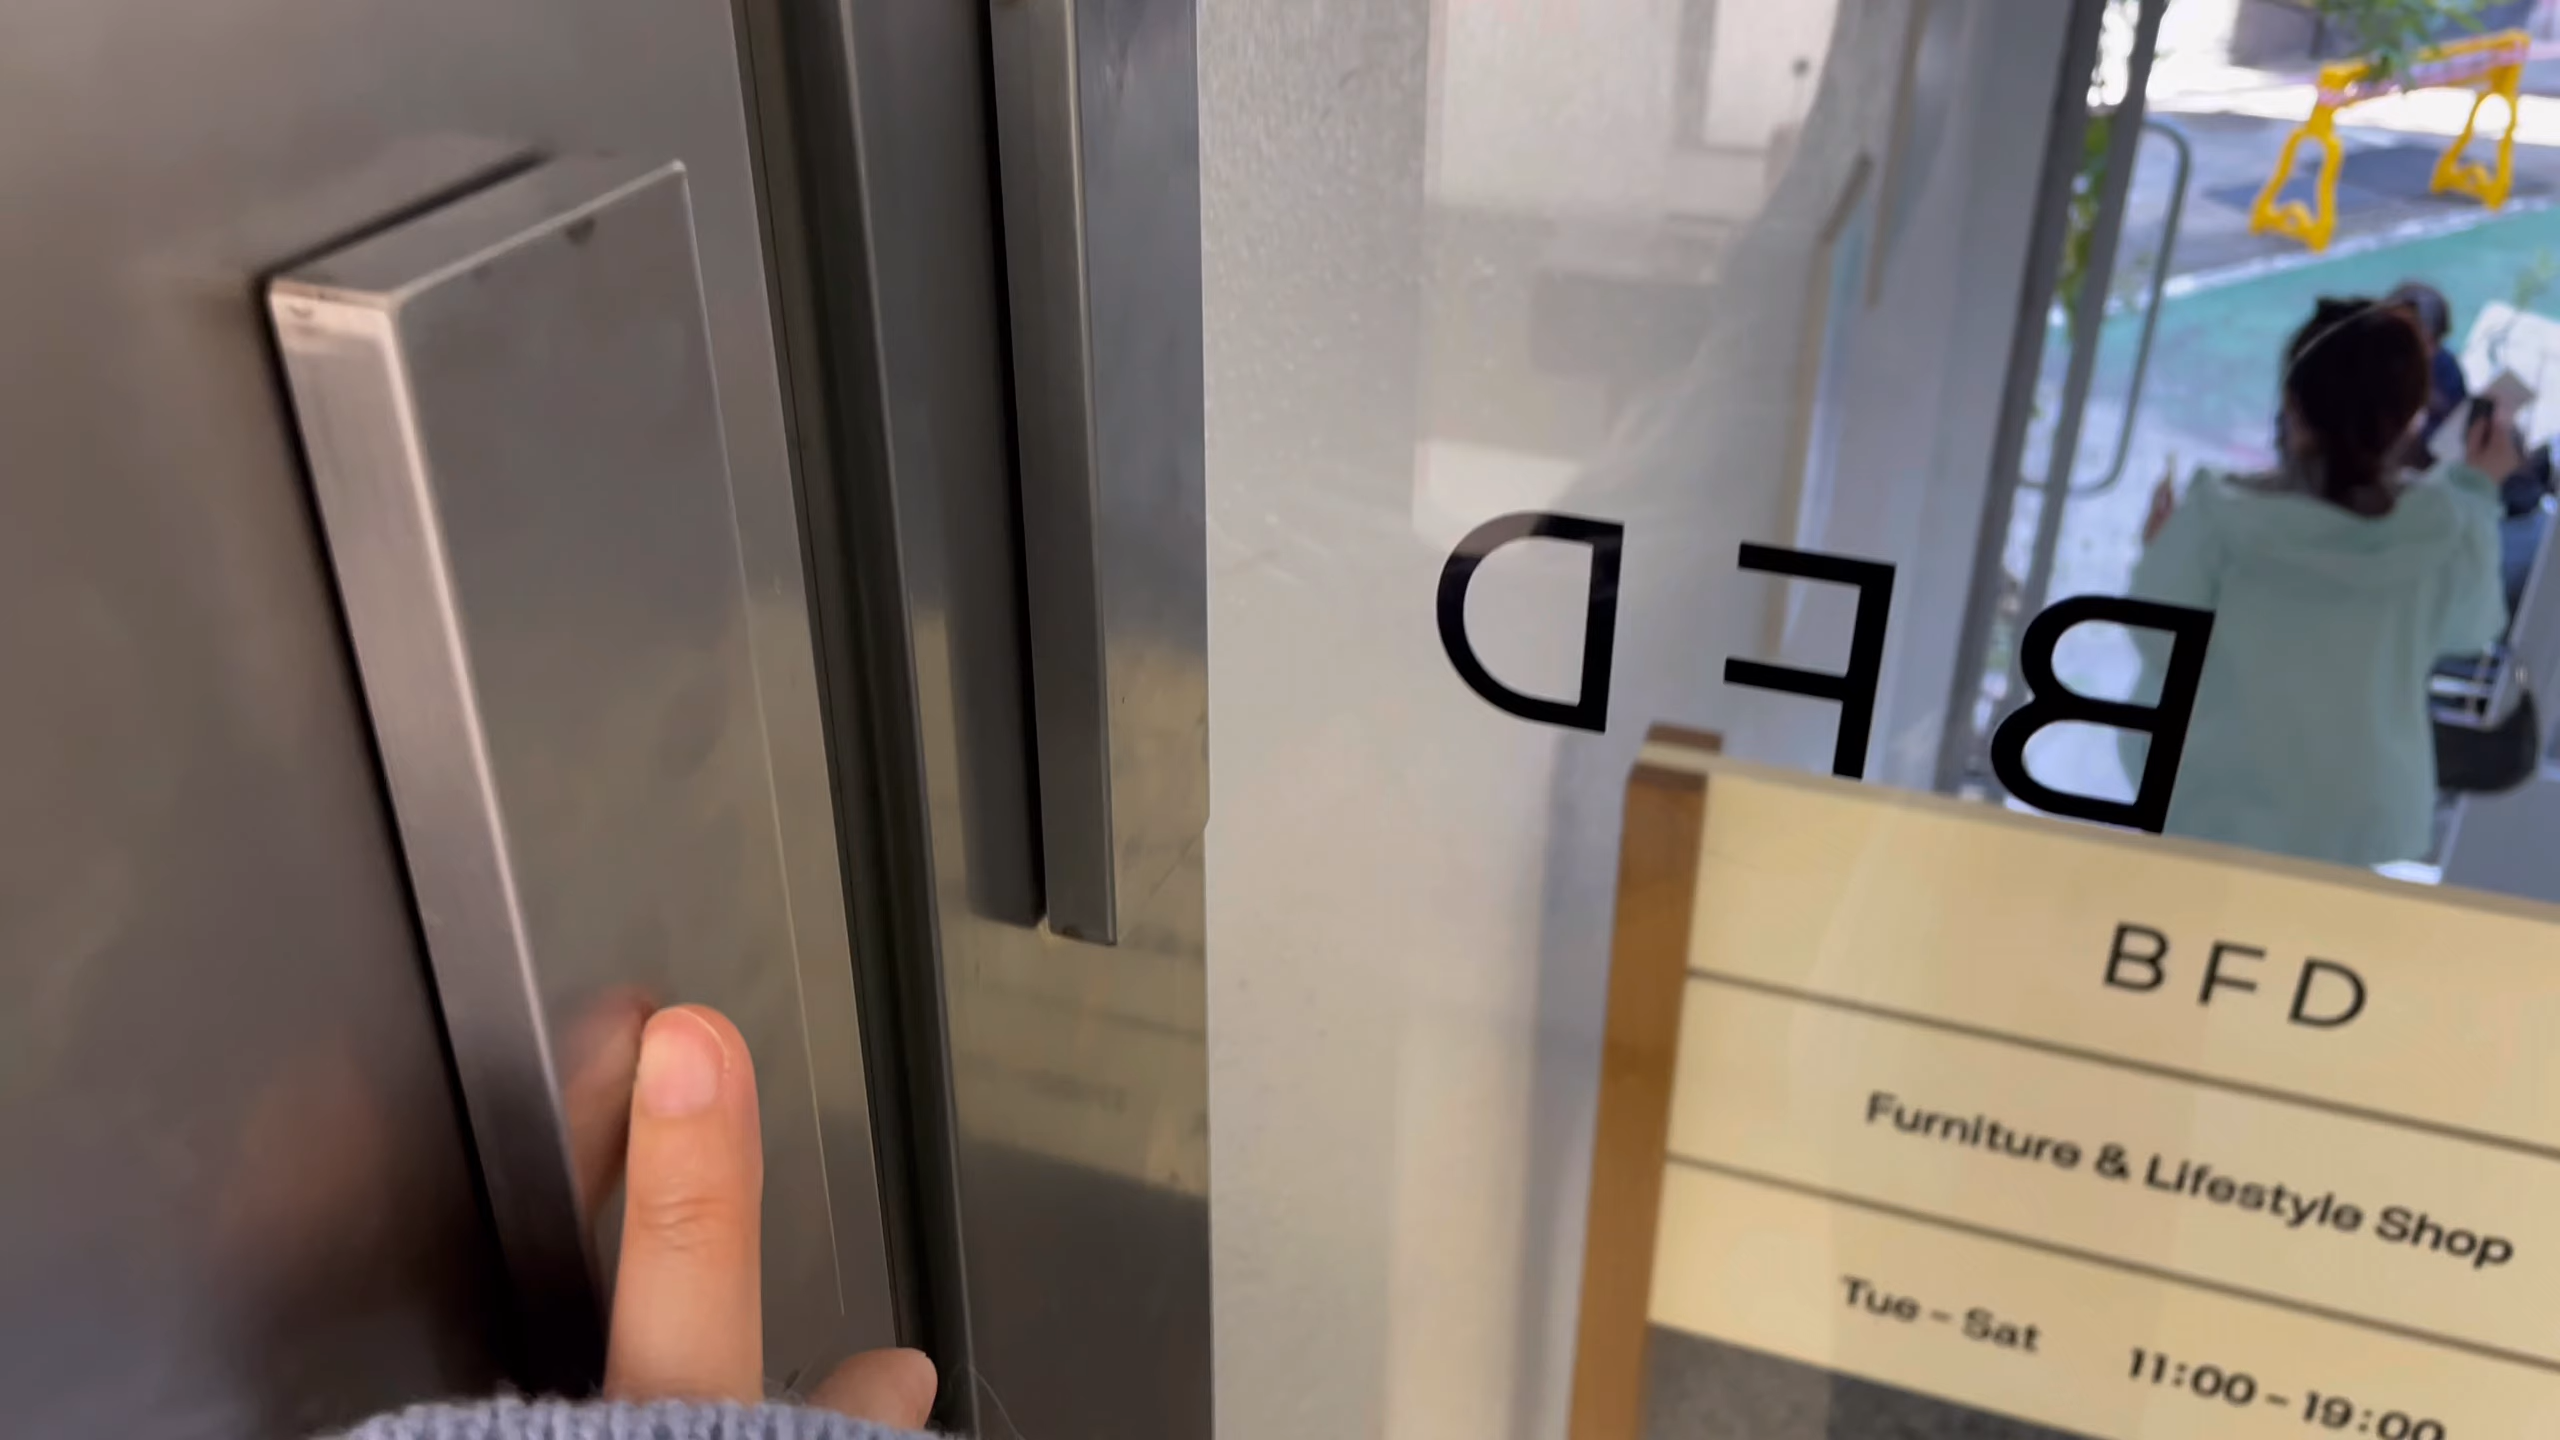 BFD
BFD
Furniture & Lifestyle Shop
Tue – Sat 11:00 – 19:00